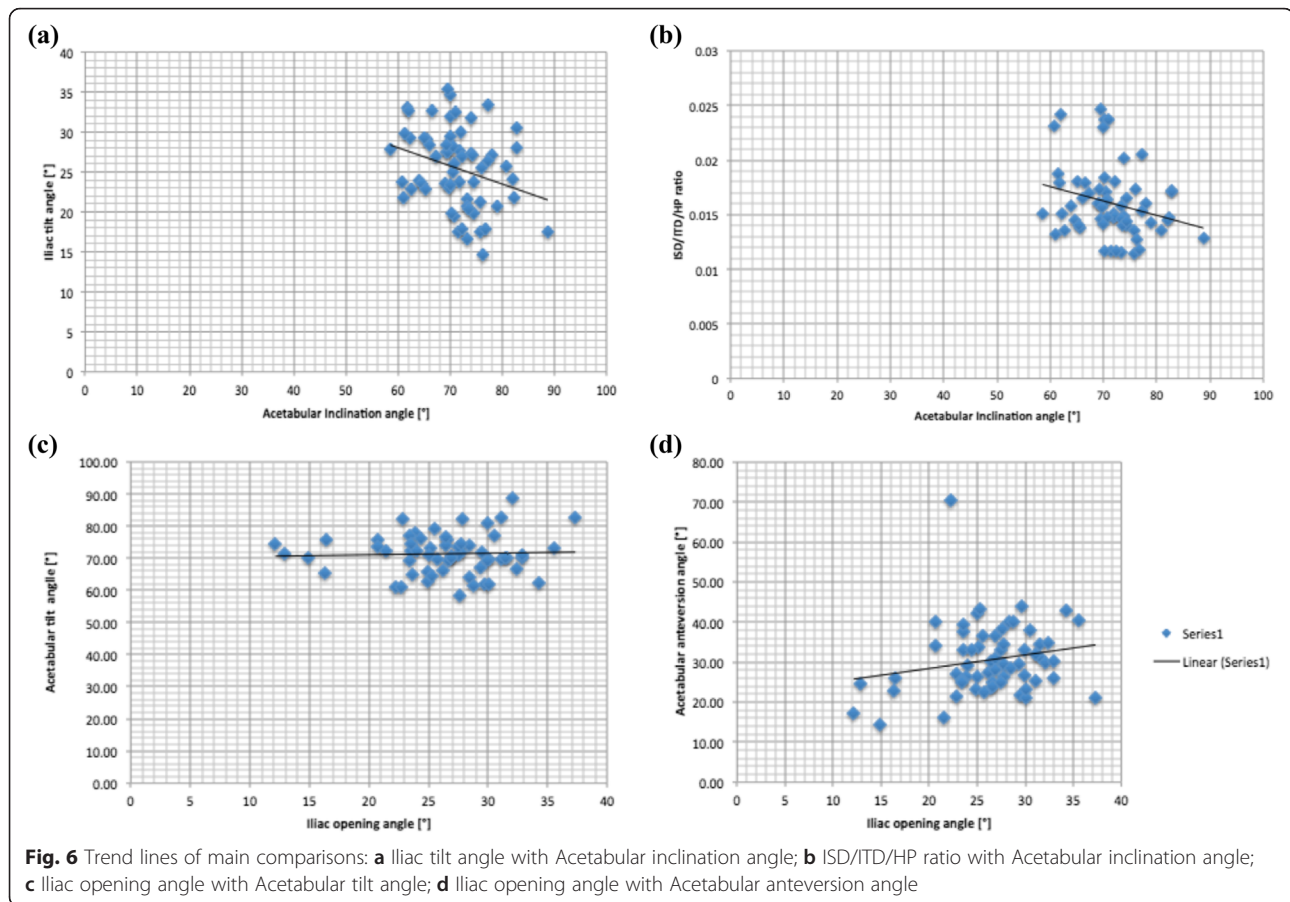 (a)
Iliac tilt angle [°]
40
35
30
25
20
15
10
5
0
0 10 20 30 40 50 60 70 80 90 100
Acetabular Inclination angle [°]
(b)
ISD/ITD/HP ratio
0.03
0.025
0.02
0.015
0.01
0.005
0
0 10 20 30 40 50 60 70 80 90 100
Acetabular Inclination angle [°]
(c)
Acetabular tilt angle [°]
100.00
90.00
80.00
70.00
60.00
50.00
40.00
30.00
20.00
10.00
0.00
0 5 10 15 20 25 30 35 40
Iliac opening angle [°]
(d)
Acetabular anteversion angle [°]
80.00
70.00
60.00
50.00
40.00
30.00
20.00
10.00
0.00
0 5 10 15 20 25 30 35 40
Iliac opening angle [°]
Series1
Linear (Series1)
Fig. 6 Trend lines of main comparisons: a Iliac tilt angle with Acetabular inclination angle; b ISD/ITD/HP ratio with Acetabular inclination angle;
c Iliac opening angle with Acetabular tilt angle; d Iliac opening angle with Acetabular anteversion angle